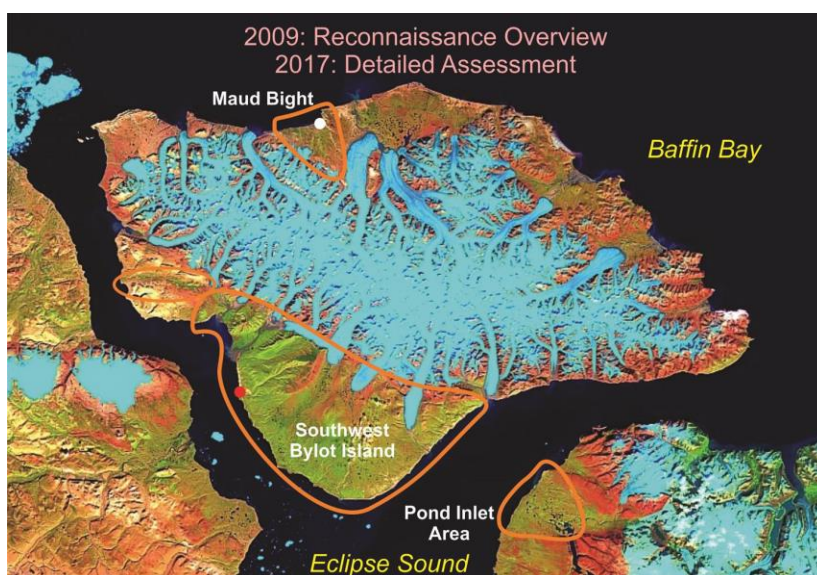 2009: Reconnaissance Overview
2017: Detailed Assessment
Maud Bight
Baffin Bay
Southwest
Bylot Island
Pond Inlet
Area
Eclipse Sound